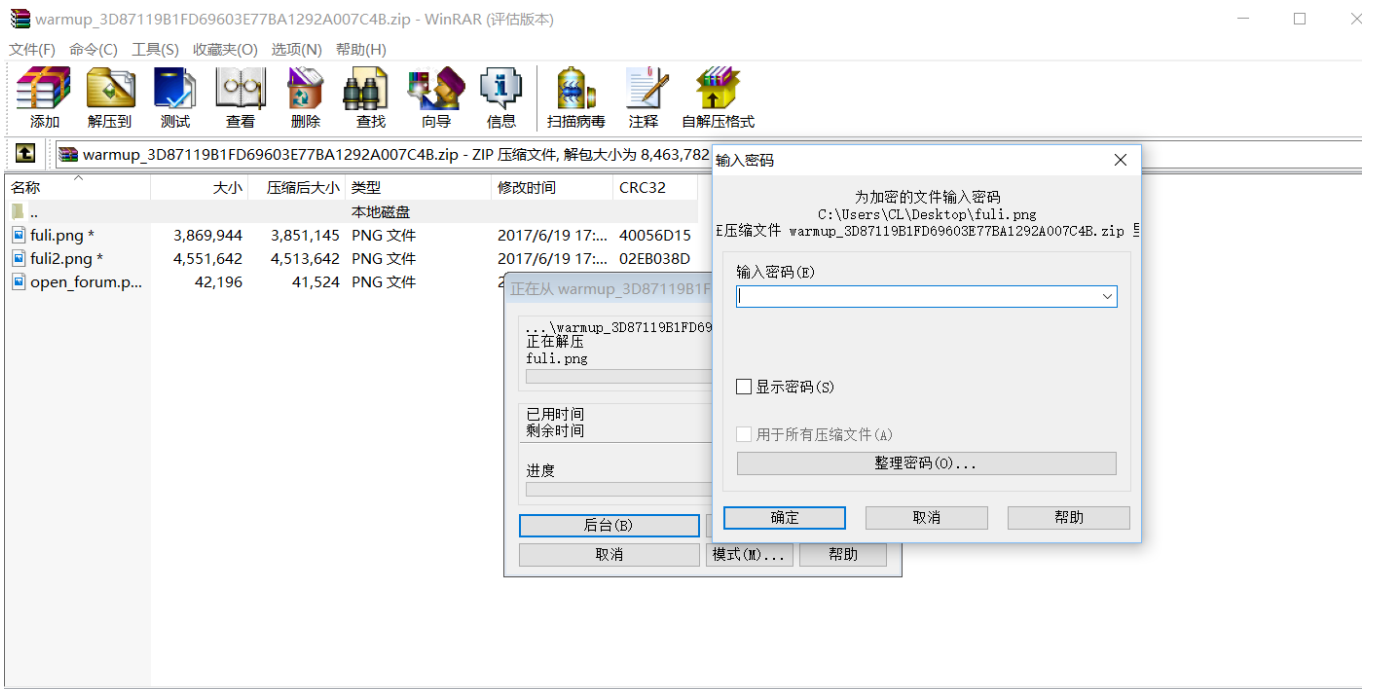 warmup_3D87119B1FD69603E77BA1292A007C4B.zip - WinRAR (评估版本)
文件(F) 命令(C) 工具(S) 收藏夹(O) 选项(N) 帮助(H)
添加 解压到 测试 查看 删除 查找 向导 信息 扫描病毒 注释 自解压格式
warmup_3D87119B1FD69603E77BA1292A007C4B.zip - ZIP 压缩文件, 解包大小为 8,463,782
名称 大小 压缩后大小 类型 修改时间 CRC32
.. 本地磁盘
fuli.png * 3,869,944 3,851,145 PNG 文件 2017/6/19 17:... 40056D15
fuli2.png * 4,551,642 4,513,642 PNG 文件 2017/6/19 17:... 02EB038D
open_forum.p... 42,196 41,524 PNG 文件 2
正在从 warmup_3D87119B1F
...\warmup_3D87119B1FD69
正在解压
fuli.png
已用时间
剩余时间
进度
后台(B)
取消 模式(M)... 帮助
输入密码
为加密的文件输入密码
C:\Users\CL\Desktop\fuli.png
压缩文件 warmup_3D87119B1FD69603E77BA1292A007C4B.zip
输入密码(E)
显示密码(S)
用于所有压缩文件(A)
整理密码(O)...
确定 取消 帮助